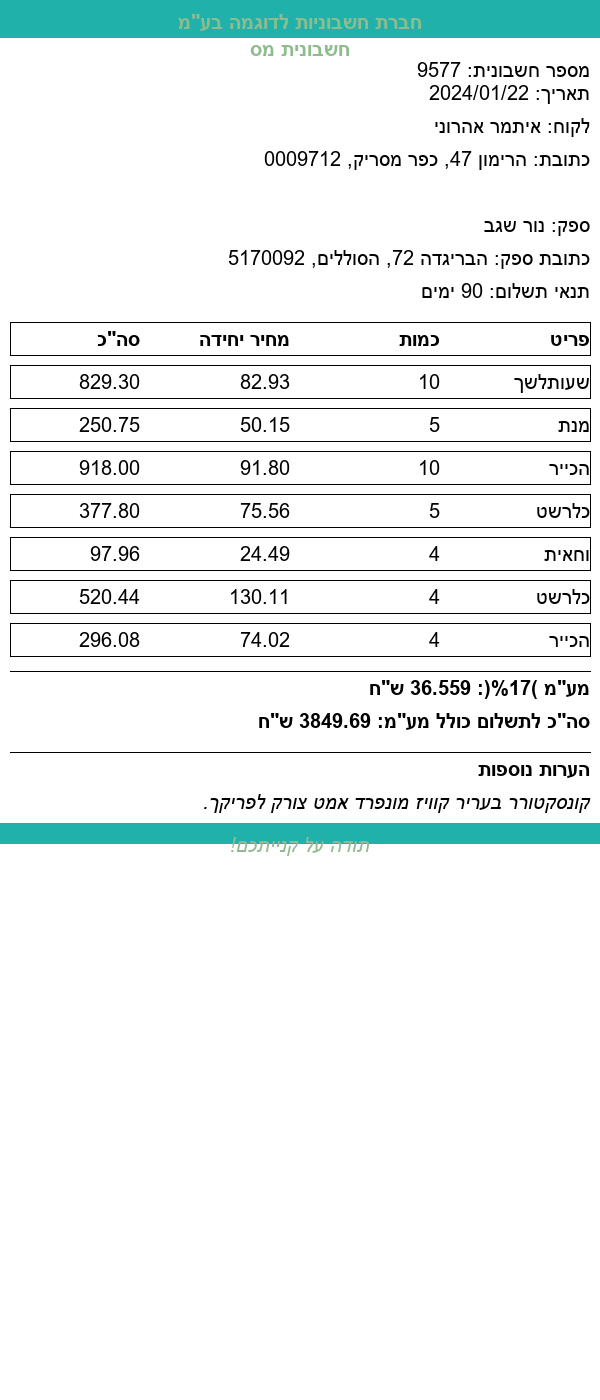 חברת חשבוניות לדוגמה בע"מ
חשבונית מס
מספר חשבונית: 9577
תאריך: 2024/01/22
לקוח: איתמר אהרוני
כתובת: הרימון 47, כפר מסריק, 0009712
ספק: נור שגב
כתובת ספק: הבריגדה 72, הסוללים, 5170092
תנאי תשלום: 90 ימים
פריט כמות מחיר יחידה סה"כ
שעותלשך 10 82.93 829.30
מנת 5 50.15 250.75
הכייר 10 91.80 918.00
כלרשט 5 75.56 377.80
וחאית 4 24.49 97.96
כלרשט 4 130.11 520.44
הכייר 4 74.02 296.08
מע"מ )17%(: 36.559 ש"ח
סה"כ לתשלום כולל מע"מ: 3849.69 ש"ח
הערות נוספות
קונסקטורר בעריר קוויז מונפרד אמט צורק לפריקך.
תודה על קנייתכם!